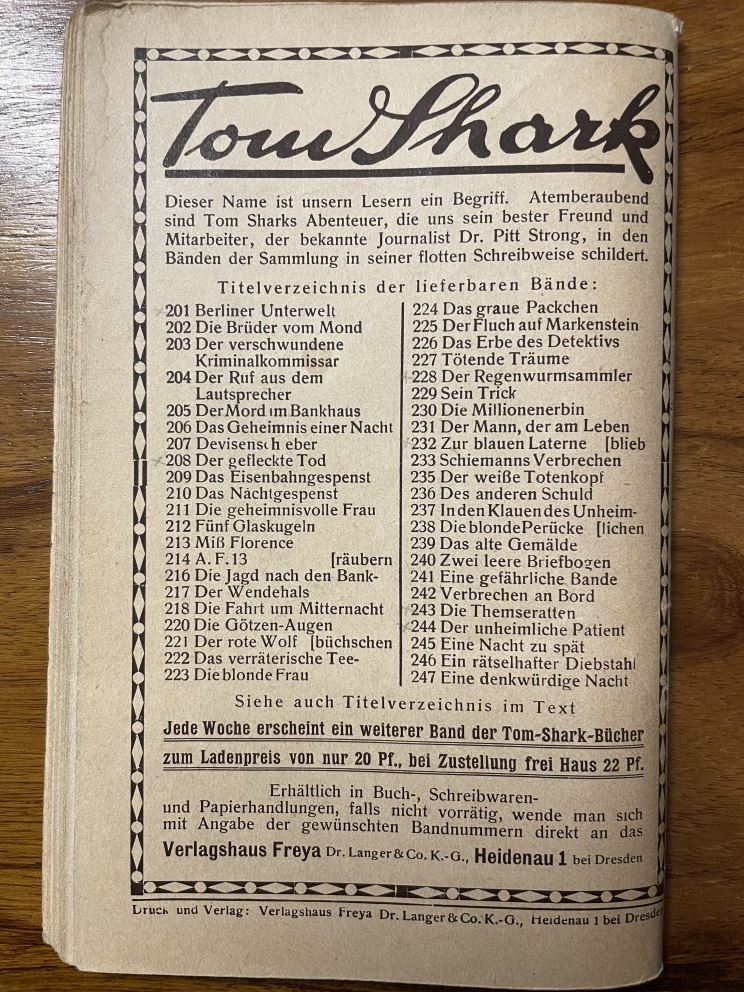 Tom Shark
Dieser Name ist unsern Lesern ein Begriff. Atemberaubend
sind Tom Sharks Abenteuer, die uns sein bester Freund und
Mitarbeiter, der bekannte Journalist Dr. Pitt Strong, in den
Bänden der Sammlung in seiner flotten Schreibweise schildert.
Titelverzeichnis der lieferbaren Bände:
201 Berliner Unterwelt
202 Die Brüder vom Mond
203 Der verschwundene
Kriminalkommissar
204 Der Ruf aus dem
Lautsprecher
205 Der Mord im Bankhaus
206 Das Geheimnis einer Nacht
207 Devisensch eber
208 Der gefleckte Tod
209 Das Eisenbahngespenst
210 Das Nachtgespenst
211 Die geheimnisvolle Frau
212 Fünf Glaskugeln
213 Miß Florence
214 A. F. 13 [räubern
216 Die Jagd nach den Bank-
217 Der Wendehals
218 Die Fahrt um Mitternacht
220 Die Götzen-Augen
221 Der rote Wolf [büchschen
222 Das verräterische Tee-
223 Die blonde Frau
224 Das graue Packchen
225 Der Fluch auf Markenstein
226 Das Erbe des Detektivs
227 Tötende Träume
228 Der Regenwurmsammler
229 Sein Trick
230 Die Millionenerbin
231 Der Mann, der am Leben
232 Zur blauen Laterne [blieb
233 Schiemanns Verbrechen
235 Der weiße Totenkopf
236 Des anderen Schuld
237 In den Klauen des Unheim-
238 Die blonde Perücke [lichen
239 Das alte Gemälde
240 Zwei leere Briefbogen
241 Eine gefährliche Bande
242 Verbrechen an Bord
243 Die Themseratten
244 Der unheimliche Patient
245 Eine Nacht zu spät
246 Ein rätselhafter Diebstahl
247 Eine denkwürdige Nacht
Siehe auch Titelverzeichnis im Text
Jede Woche erscheint ein weiterer Band der Tom-Shark-Bücher
zum Ladenpreis von nur 20 Pf., bei Zustellung frei Haus 22 Pf.
Erhältlich in Buch-, Schreibwaren-
und Papierhandlungen, falls nicht vorrätig, wende man sich
mit Angabe der gewünschten Bandnummern direkt an das
Verlagshaus Freya Dr. Langer & Co. K.-G., Heidenau 1 bei Dresden
Druck und Verlag: Verlagshaus Freya Dr. Langer & Co. K.-G., Heidenau 1 bei Dresden